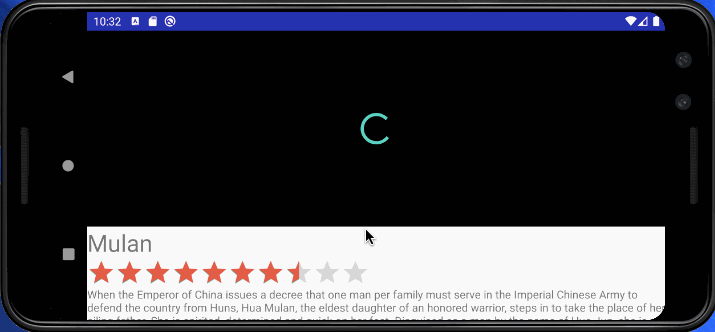 10:32
Mulan
When the Emperor of China issues a decree that one man per family must serve in the Imperial Chinese Army to
defend the country from Huns, Hua Mulan, the eldest daughter of an honored warrior, steps in to take the place of her